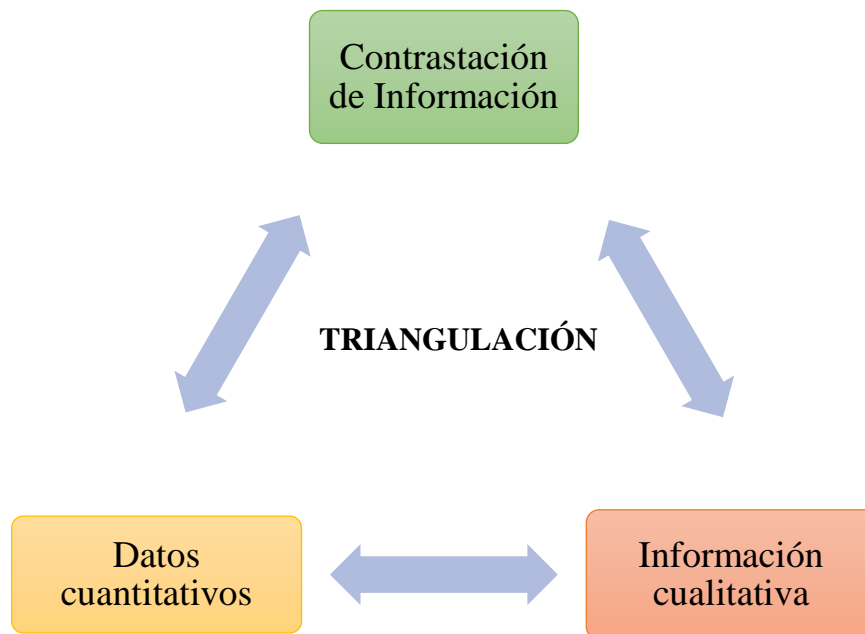 Contrastación
de Información
TRIANGULACIÓN
Datos
cuantitativos
Información
cualitativa